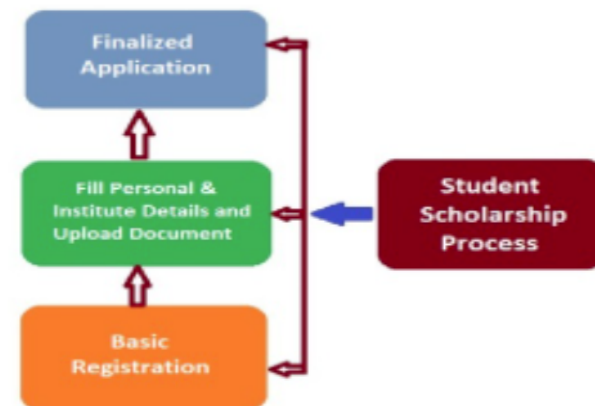 Finalized
Application
Fill Personal &
Institute Details and
Upload Document
Student
Scholarship
Process
Basic
Registration